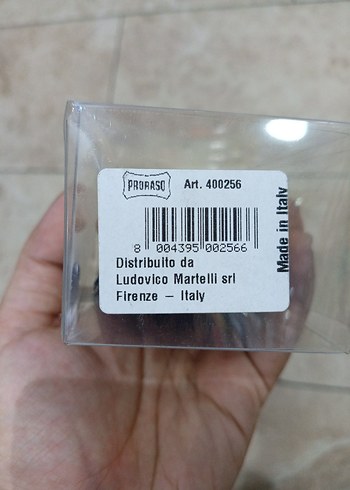 PRORASO Art. 400256
8 004395 002566
Distribuito da
Ludovico Martelli srl
Firenze – Italy
Made in Italy